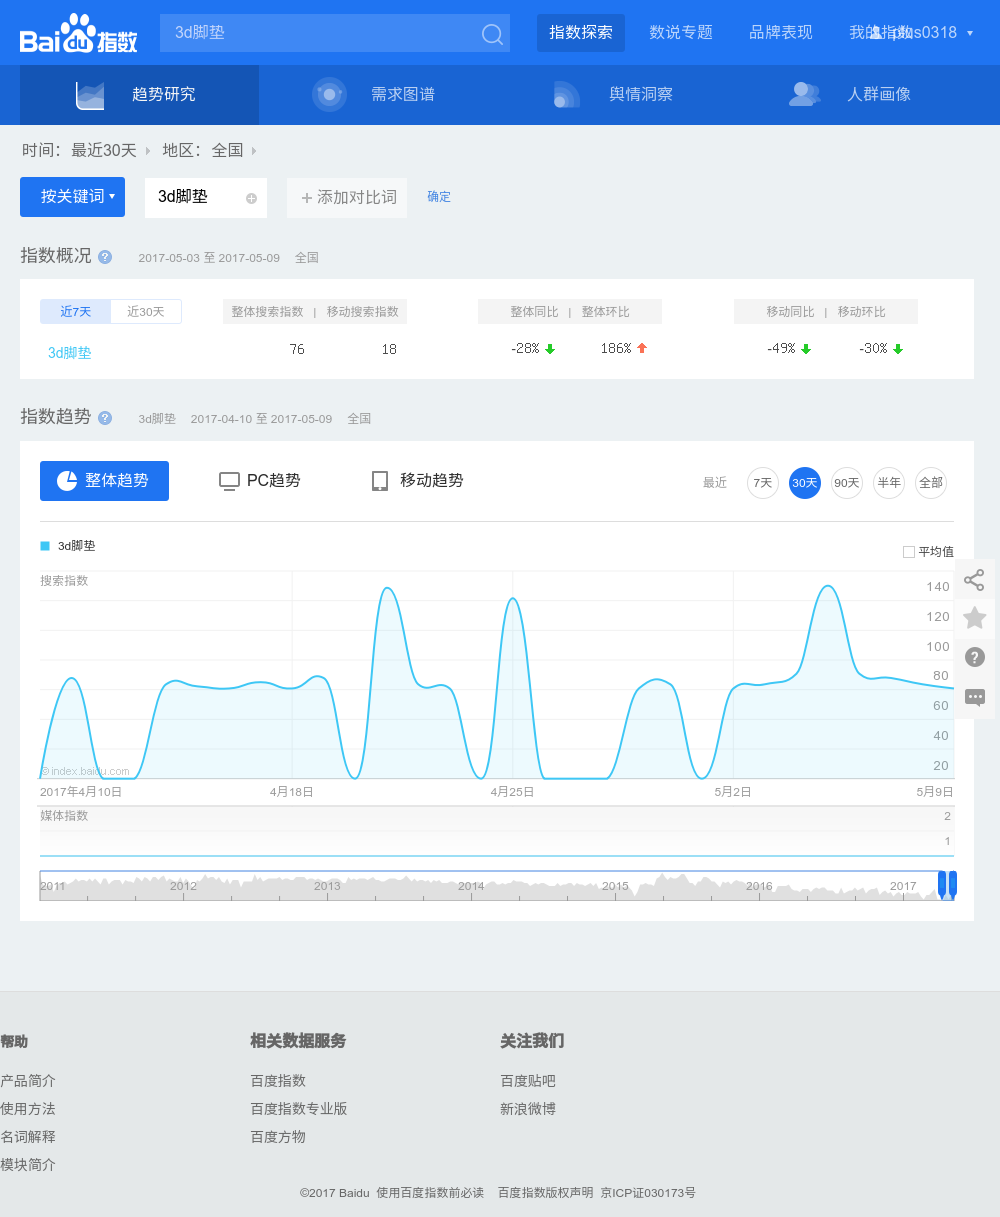 Bai du 指数
3d脚垫
指数探索 数说专题 品牌表现 我的指数
趋势研究 需求图谱 舆情洞察 人群画像
时间: 最近30天 地区: 全国
按关键词 3d脚垫 添加对比词 确定
指数概况 ? 2017-05-03 至 2017-05-09 全国
近7天 近30天 整体搜索指数 | 移动搜索指数 整体同比 | 整体环比 移动同比 | 移动环比
3d脚垫 76 18 -28% 186% -49% -30%
指数趋势 ? 3d脚垫 2017-04-10 至 2017-05-09 全国
整体趋势 PC趋势 移动趋势 最近 7天 30天 90天 半年 全部
3d脚垫
平均值
搜索指数
140
120
100
80
60
40
20
©index.baidu.com
2017年4月10日 4月18日 4月25日 5月2日 5月9日
媒体指数 2
1
2011 2012 2013 2014 2015 2016 2017
帮助 相关数据服务 关注我们
产品简介 百度指数 百度贴吧
使用方法 百度指数专业版 新浪微博
名词解释 百度方物
模块简介
©2017 Baidu 使用百度指数前必读 百度指数版权声明 京ICP证030173号